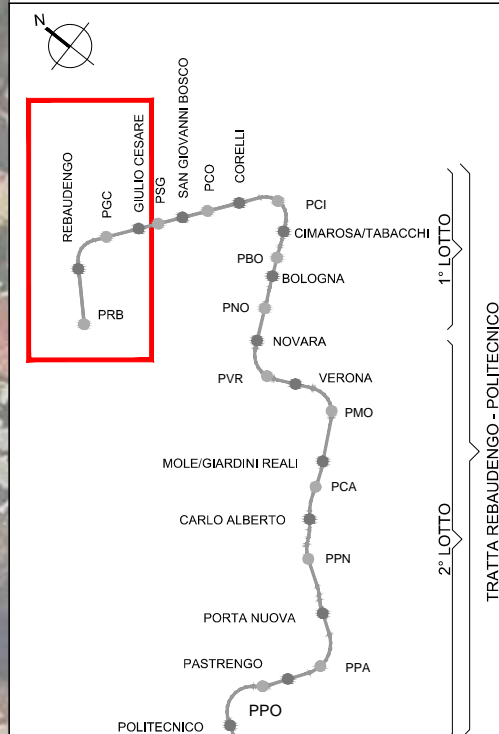 N
REBAUDENGO
PGC
GIULIO CESARE
PSG
SAN GIOVANNI BOSCO
PCO
CORELLI
PCI
CIMAROSA/TABACCHI
PBO
BOLOGNA
PRB
PNO
NOVARA
PVR
VERONA
PMO
MOLE/GIARDINI REALI
PCA
CARLO ALBERTO
PPN
PORTA NUOVA
PASTRENGO
PPA
PPO
POLITECNICO
1° LOTTO
2° LOTTO
TRATTA REBAUDENGO - POLITECNICO